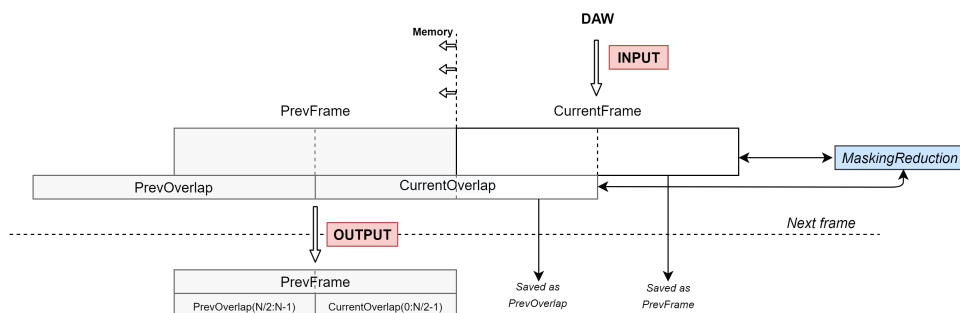 DAW
Memory
INPUT
PrevFrame
CurrentFrame
MaskingReduction
PrevOverlap
CurrentOverlap
Next frame
OUTPUT
PrevFrame
Saved as
PrevOverlap
Saved as
PrevFrame
PrevOverlap(N/2:N-1)
CurrentOverlap(0:N/2-1)